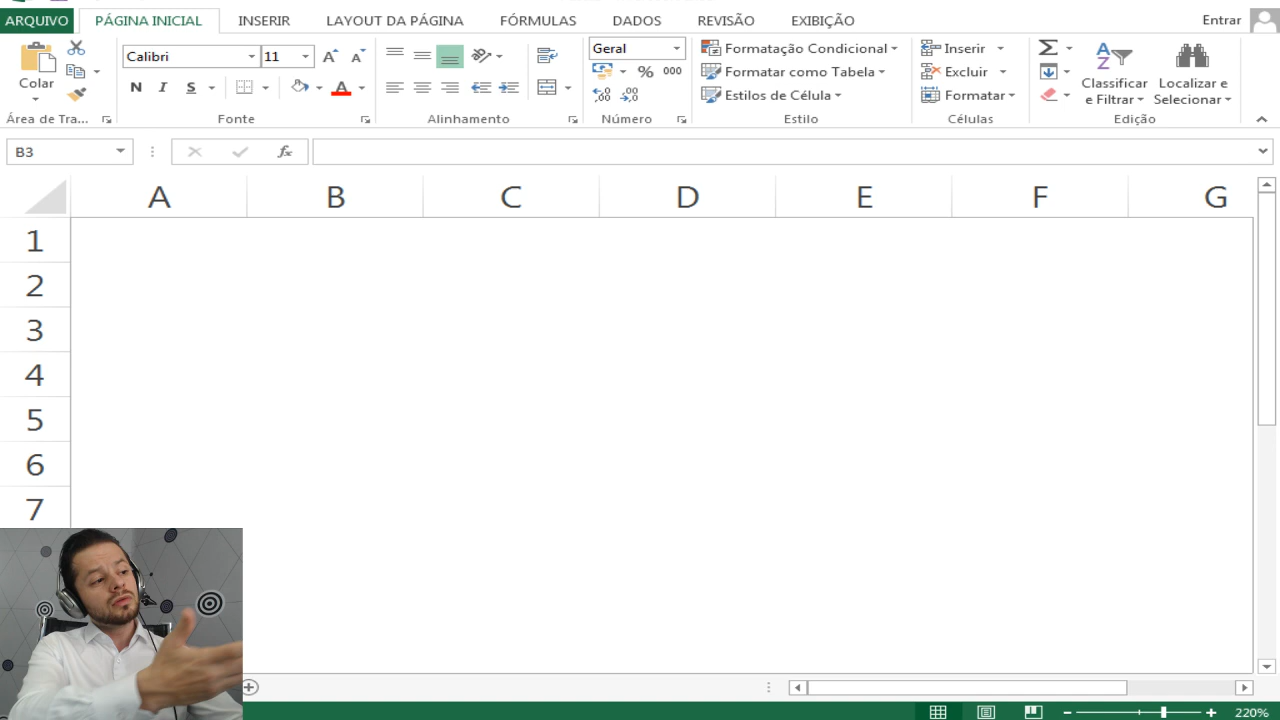 ARQUIVO PÁGINA INICIAL INSERIR LAYOUT DA PÁGINA FÓRMULAS DADOS REVISÃO EXIBIÇÃO Entrar
Colar
Calibri 11
N I S A
Geral
% 000
Formatação Condicional
Formatar como Tabela
Estilos de Célula
Inserir
Excluir
Formatar
Σ
Classificar
e Filtrar
Localizar e
Selecionar
Área de Tra... Fonte Alinhamento Número Estilo Células Edição
B3 fx
A B C D E F G
1
2
3
4
5
6
7
220%